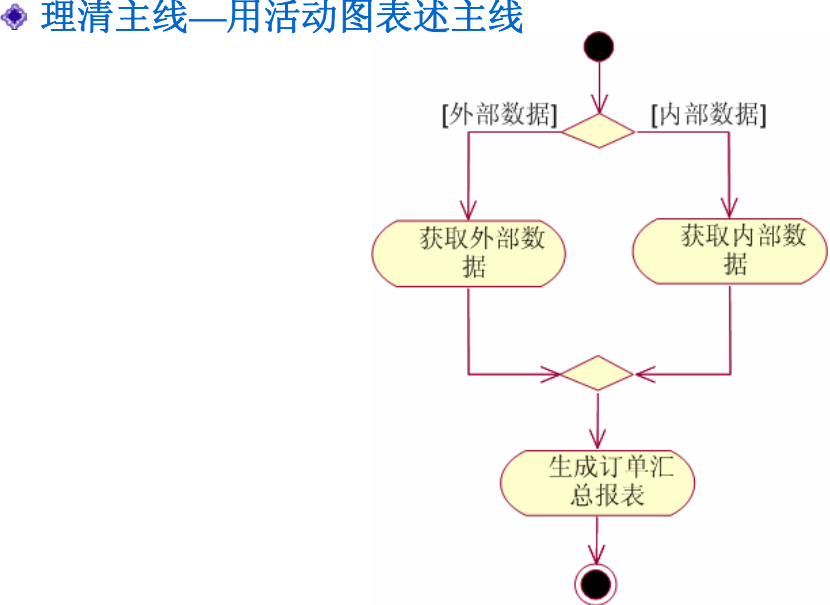 理清主线—用活动图表述主线
[外部数据]
[内部数据]
获取外部数
据
获取内部数
据
生成订单汇
总报表